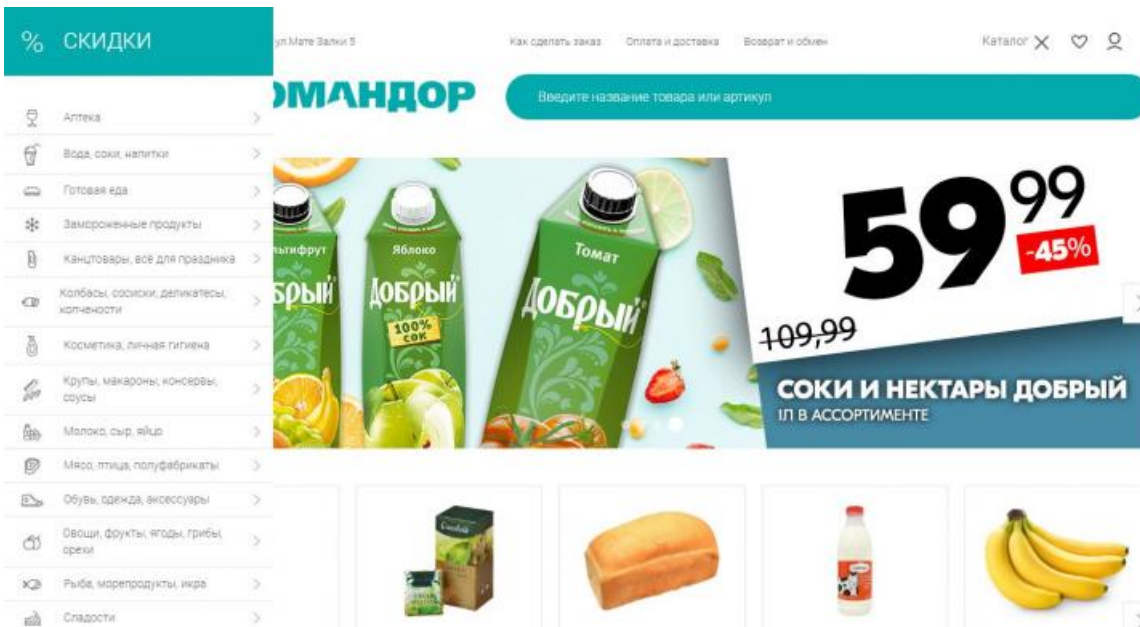 % СКИДКИ
ул.Мате Залки 5
Как сделать заказ
Оплата и доставка
Возврат и обмен
Каталог
ОМАНДОР
Введите название товара или артикул
Аптека
Вода, соки, напитки
Готовая еда
Замороженные продукты
Канцтовары, всё для праздника
Колбасы, сосиски, деликатесы,
копчености
Косметика, личная гигиена
Крупы, макароны, консервы,
соусы
Молоко, сыр, яйцо
Мясо, птица, полуфабрикаты
Обувь, одежда, аксессуары
Овощи, фрукты, ягоды, грибы,
орехи
Рыба, морепродукты, икра
Сладости
льтифрут
брый
Яблоко
Добрый
100%
сок
Томат
Добрый
59 99
-45%
109,99
СОКИ И НЕКТАРЫ ДОБРЫЙ
1Л В АССОРТИМЕНТЕ